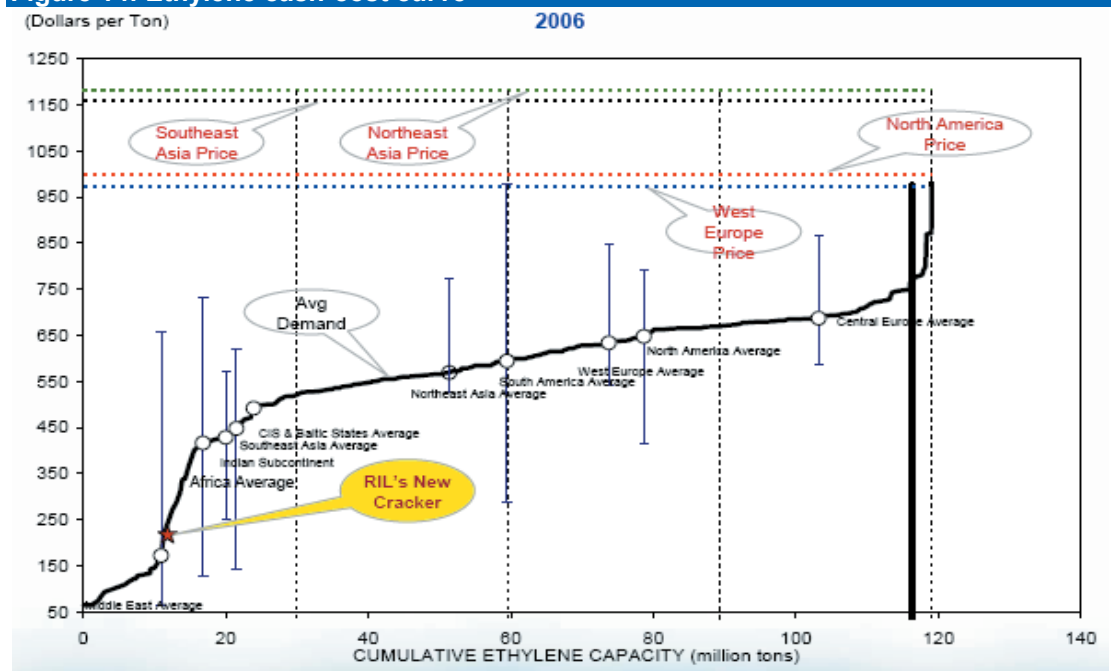 (Dollars per Ton)
2006
1250
1150
1050
950
850
750
650
550
450
350
250
150
50
Southeast
Asia Price
Northeast
Asia Price
North America
Price
West
Europe
Price
Avg
Demand
Central Europe Average
North America Average
West Europe Average
South America Average
Northeast Asia Average
CIS & Baltic States Average
Southeast Asia Average
Indian Subcontinent
Africa Average
RIL's New
Cracker
Middle East Average
0 20 40 60 80 100 120 140
CUMULATIVE ETHYLENE CAPACITY (million tons)